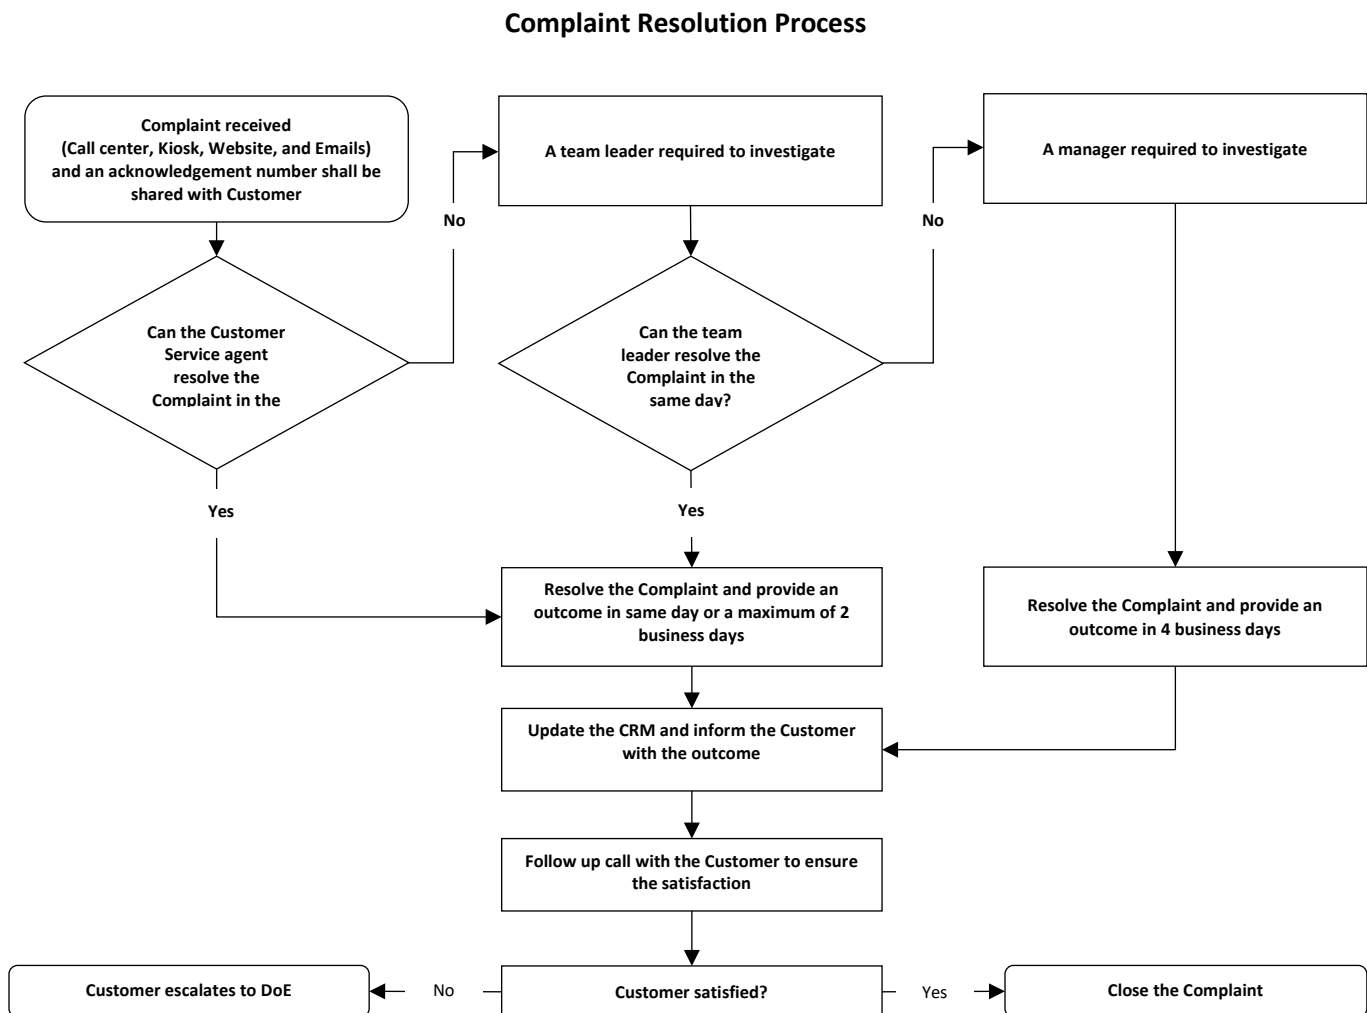 Complaint Resolution Process
Complaint received
(Call center, Kiosk, Website, and Emails)
and an acknowledgement number shall be
shared with Customer
A team leader required to investigate
A manager required to investigate
No
No
Can the Customer
Service agent
resolve the
Complaint in the
Can the team
leader resolve the
Complaint in the
same day?
Yes
Yes
Resolve the Complaint and provide an
outcome in same day or a maximum of 2
business days
Resolve the Complaint and provide an
outcome in 4 business days
Update the CRM and inform the Customer
with the outcome
Follow up call with the Customer to ensure
the satisfaction
Customer escalates to DoE
No
Customer satisfied?
Yes
Close the Complaint